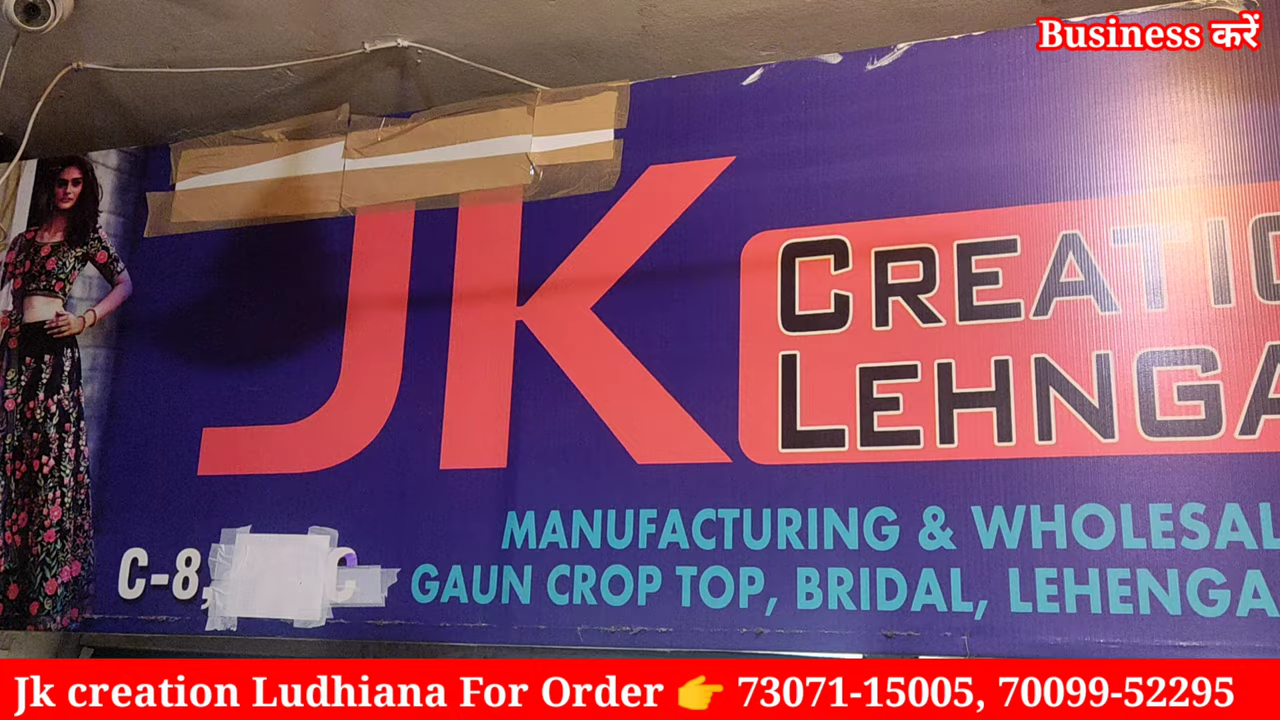 Business करें
JK
CREATIO
LEHNGA
MANUFACTURING & WHOLESAL
C-8,
GAUN CROP TOP, BRIDAL, LEHENGA
Jk creation Ludhiana For Order 👉 73071-15005, 70099-52295